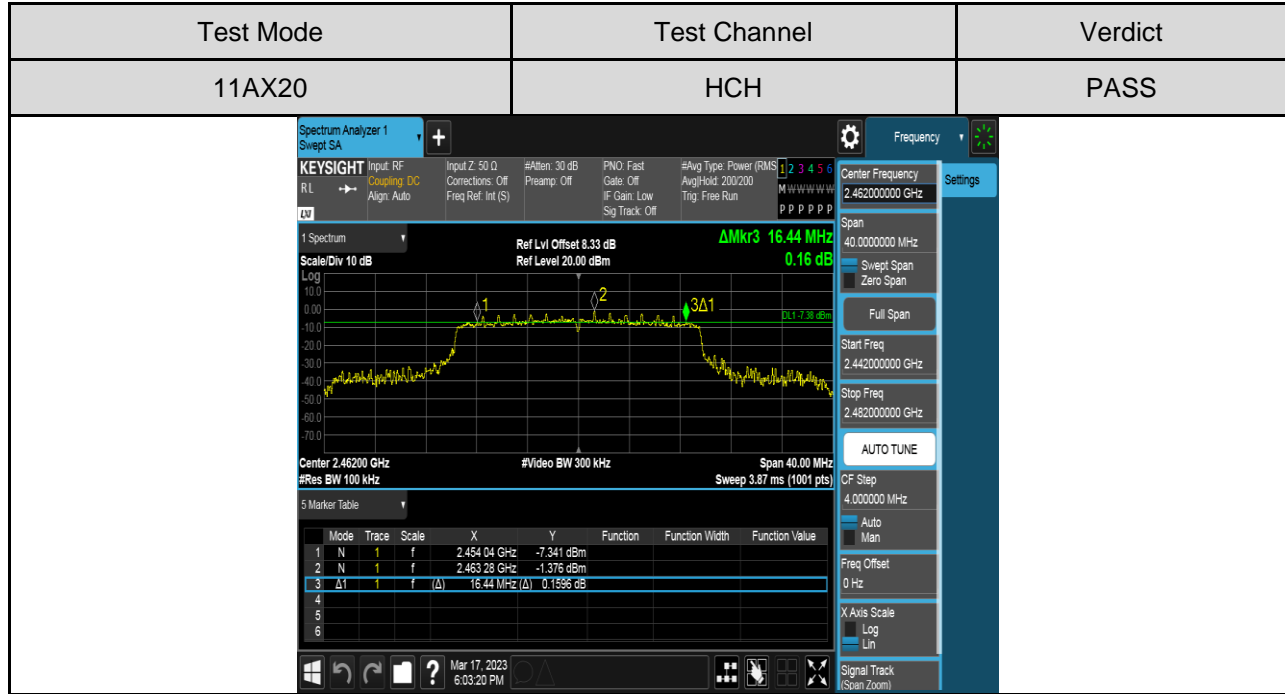 Test Mode Test Channel Verdict
11AX20 HCH PASS
Spectrum Analyzer 1
Swept SA
+
Frequency
KEYSIGHT Input: RF Input Z: 50 Ω #Atten: 30 dB PNO: Fast #Avg Type: Power (RMS 1 2 3 4 5 6
RL Coupling: DC Corrections: Off Preamp: Off Gate: Off Avg|Hold: 200/200 M W W W W W
Align: Auto Freq Ref: Int (S) IF Gain: Low Trig: Free Run
LXI Sig Track: Off P P P P P P
Center Frequency
2.462000000 GHz
Settings
Span
40.0000000 MHz
Swept Span
Zero Span
Full Span
Start Freq
2.442000000 GHz
Stop Freq
2.482000000 GHz
AUTO TUNE
CF Step
4.000000 MHz
Auto
Man
Freq Offset
0 Hz
X Axis Scale
Log
Lin
Signal Track
(Span Zoom)
1 Spectrum
Ref Lvl Offset 8.33 dB ΔMkr3 16.44 MHz
Scale/Div 10 dB Ref Level 20.00 dBm 0.16 dB
Log
10.0
0.00
-10.0
-20.0
-30.0
-40.0
-50.0
-60.0
-70.0
1
2
3Δ1
DL1 -7.38 dBm
Center 2.46200 GHz #Video BW 300 kHz Span 40.00 MHz
#Res BW 100 kHz Sweep 3.87 ms (1001 pts)
5 Marker Table
Mode Trace Scale X Y Function Function Width Function Value
1 N 1 f 2.454 04 GHz -7.341 dBm
2 N 1 f 2.463 28 GHz -1.376 dBm
3 Δ1 1 f (Δ) 16.44 MHz (Δ) 0.1596 dB
4
5
6
? Mar 17, 2023
6:03:20 PM